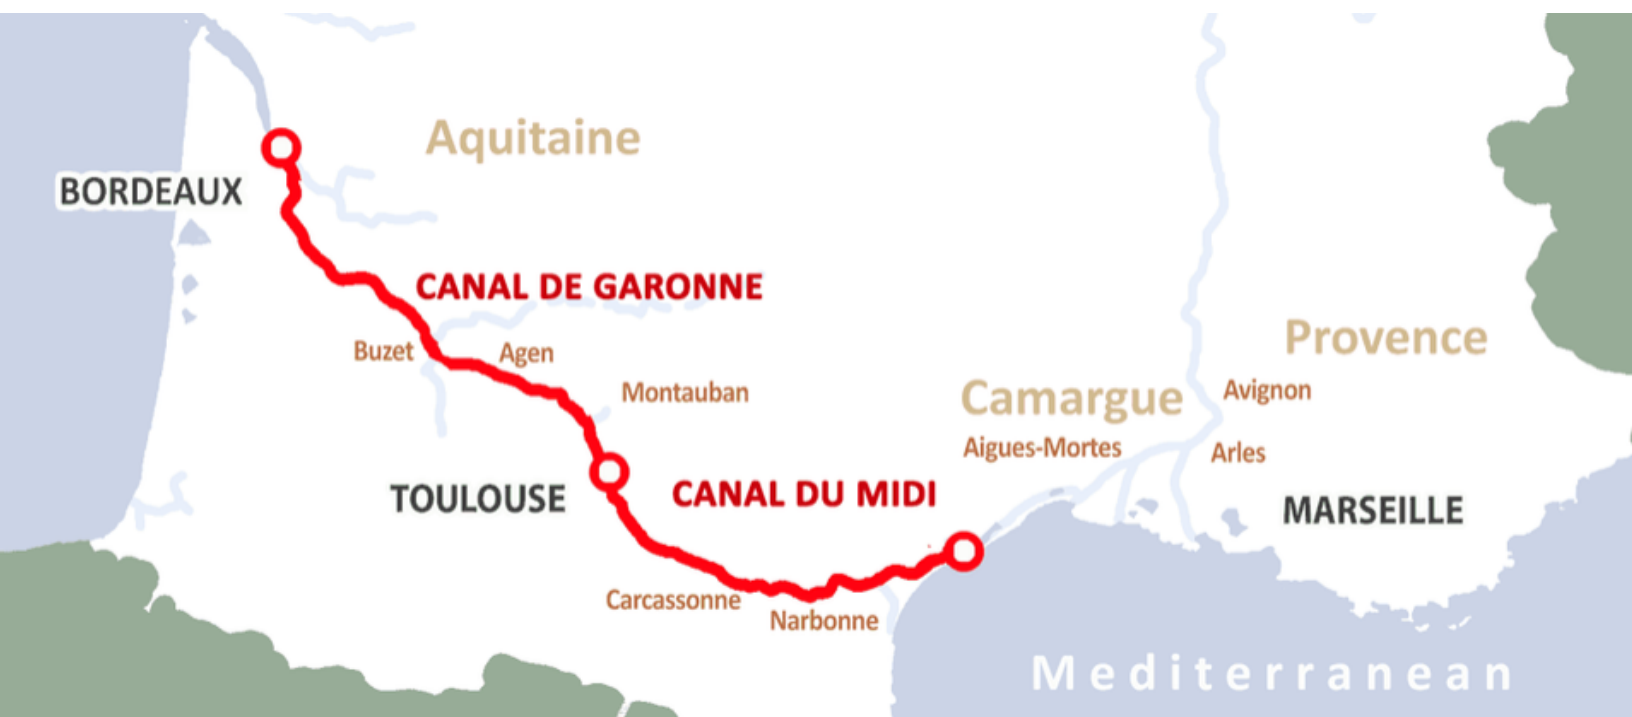 Aquitaine
BORDEAUX
CANAL DE GARONNE
Buzet
Agen
Montauban
Provence
Camargue
Avignon
Aigues-Mortes
Arles
TOULOUSE
CANAL DU MIDI
MARSEILLE
Carcassonne
Narbonne
Mediterranean